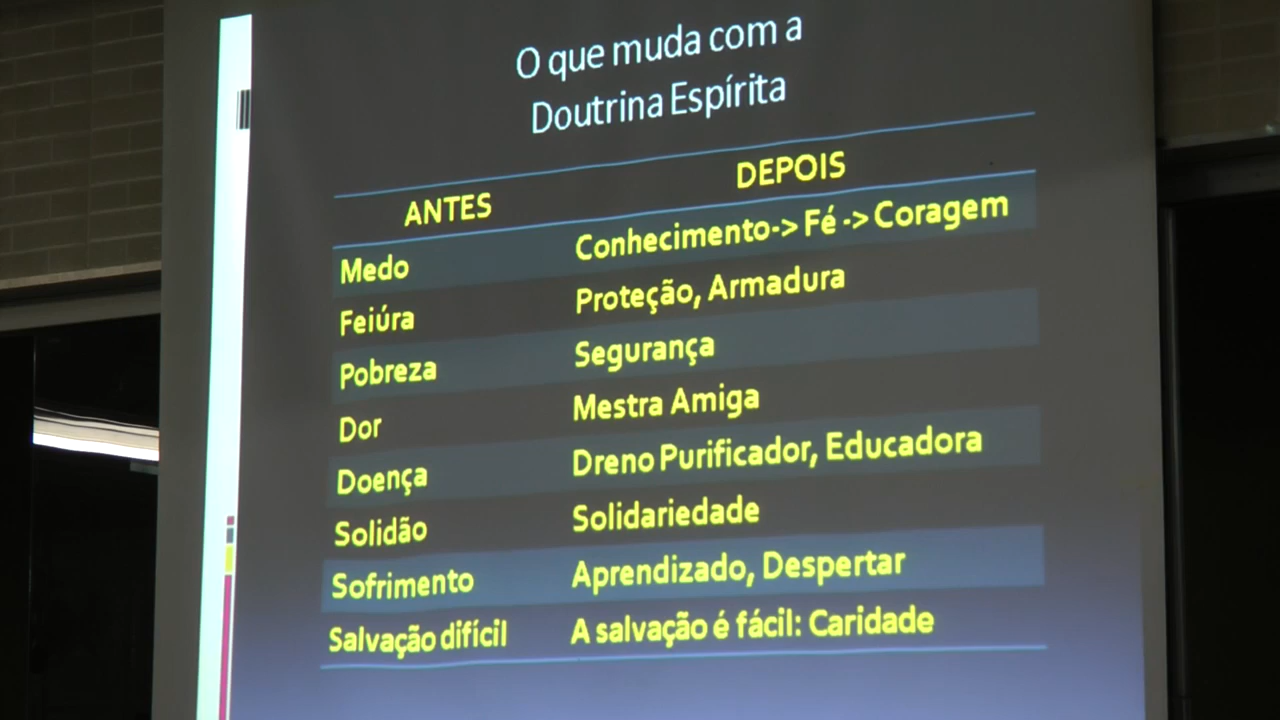 O que muda com a
Doutrina Espírita
ANTES DEPOIS
Medo Conhecimento-> Fé -> Coragem
Feiúra Proteção, Armadura
Pobreza Segurança
Dor Mestra Amiga
Doença Dreno Purificador, Educadora
Solidão Solidariedade
Sofrimento Aprendizado, Despertar
Salvação difícil A salvação é fácil: Caridade